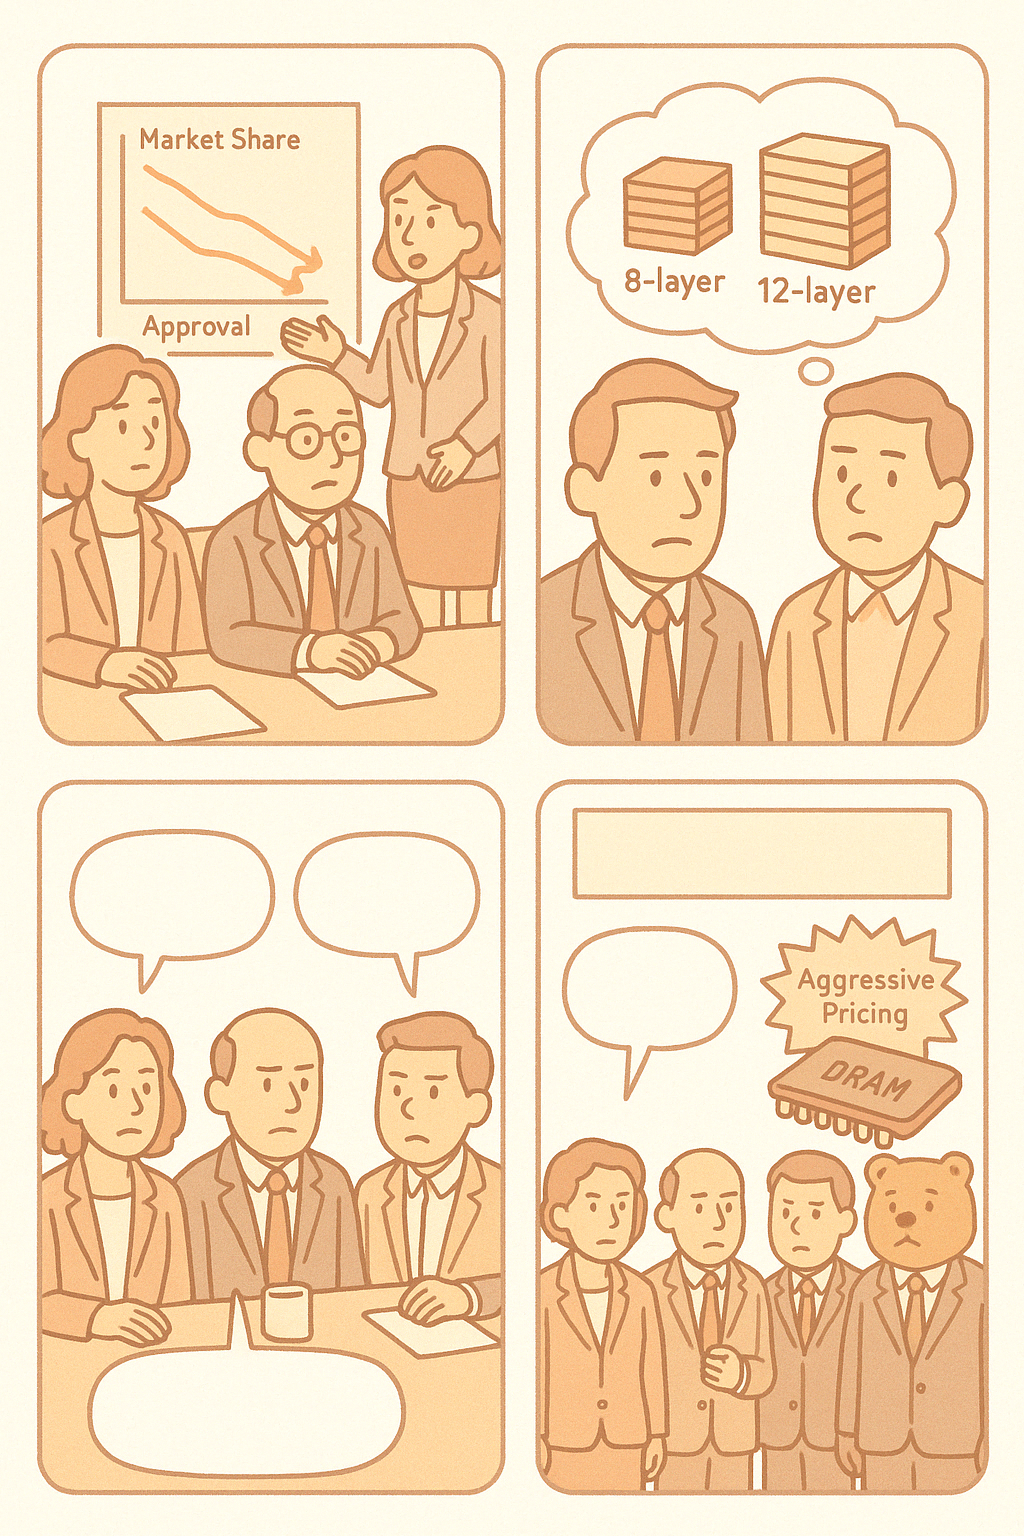 Market Share
Approval
8-layer
12-layer
Aggressive
Pricing
DRAM